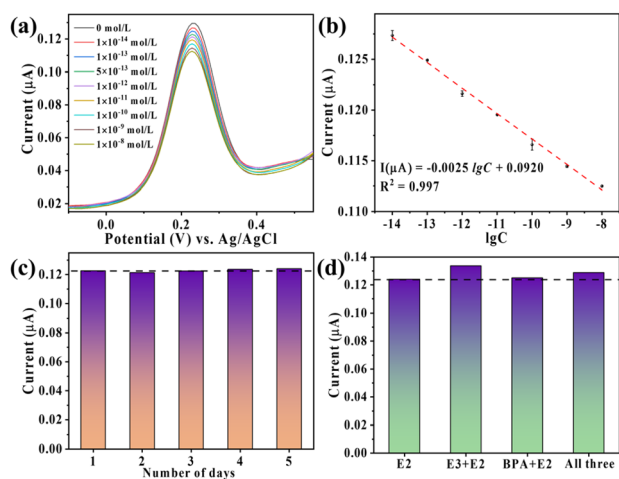 (a)
0 mol/L
1×10⁻¹⁴ mol/L
1×10⁻¹³ mol/L
5×10⁻¹³ mol/L
1×10⁻¹² mol/L
1×10⁻¹¹ mol/L
1×10⁻¹⁰ mol/L
1×10⁻⁹ mol/L
1×10⁻⁸ mol/L
Current (μA)
0.12
0.10
0.08
0.06
0.04
0.02
0.0 0.2 0.4
Potential (V) vs. Ag/AgCl
(b)
Current (μA)
0.125
0.120
0.115
0.110
I(μA) = -0.0025 lgC + 0.0920
R² = 0.997
-14 -13 -12 -11 -10 -9 -8
lgC
(c)
Current (μA)
0.12
0.10
0.08
0.06
0.04
0.02
0.00
1 2 3 4 5
Number of days
(d)
Current (μA)
0.14
0.12
0.10
0.08
0.06
0.04
0.02
0.00
E2 E3+E2 BPA+E2 All three